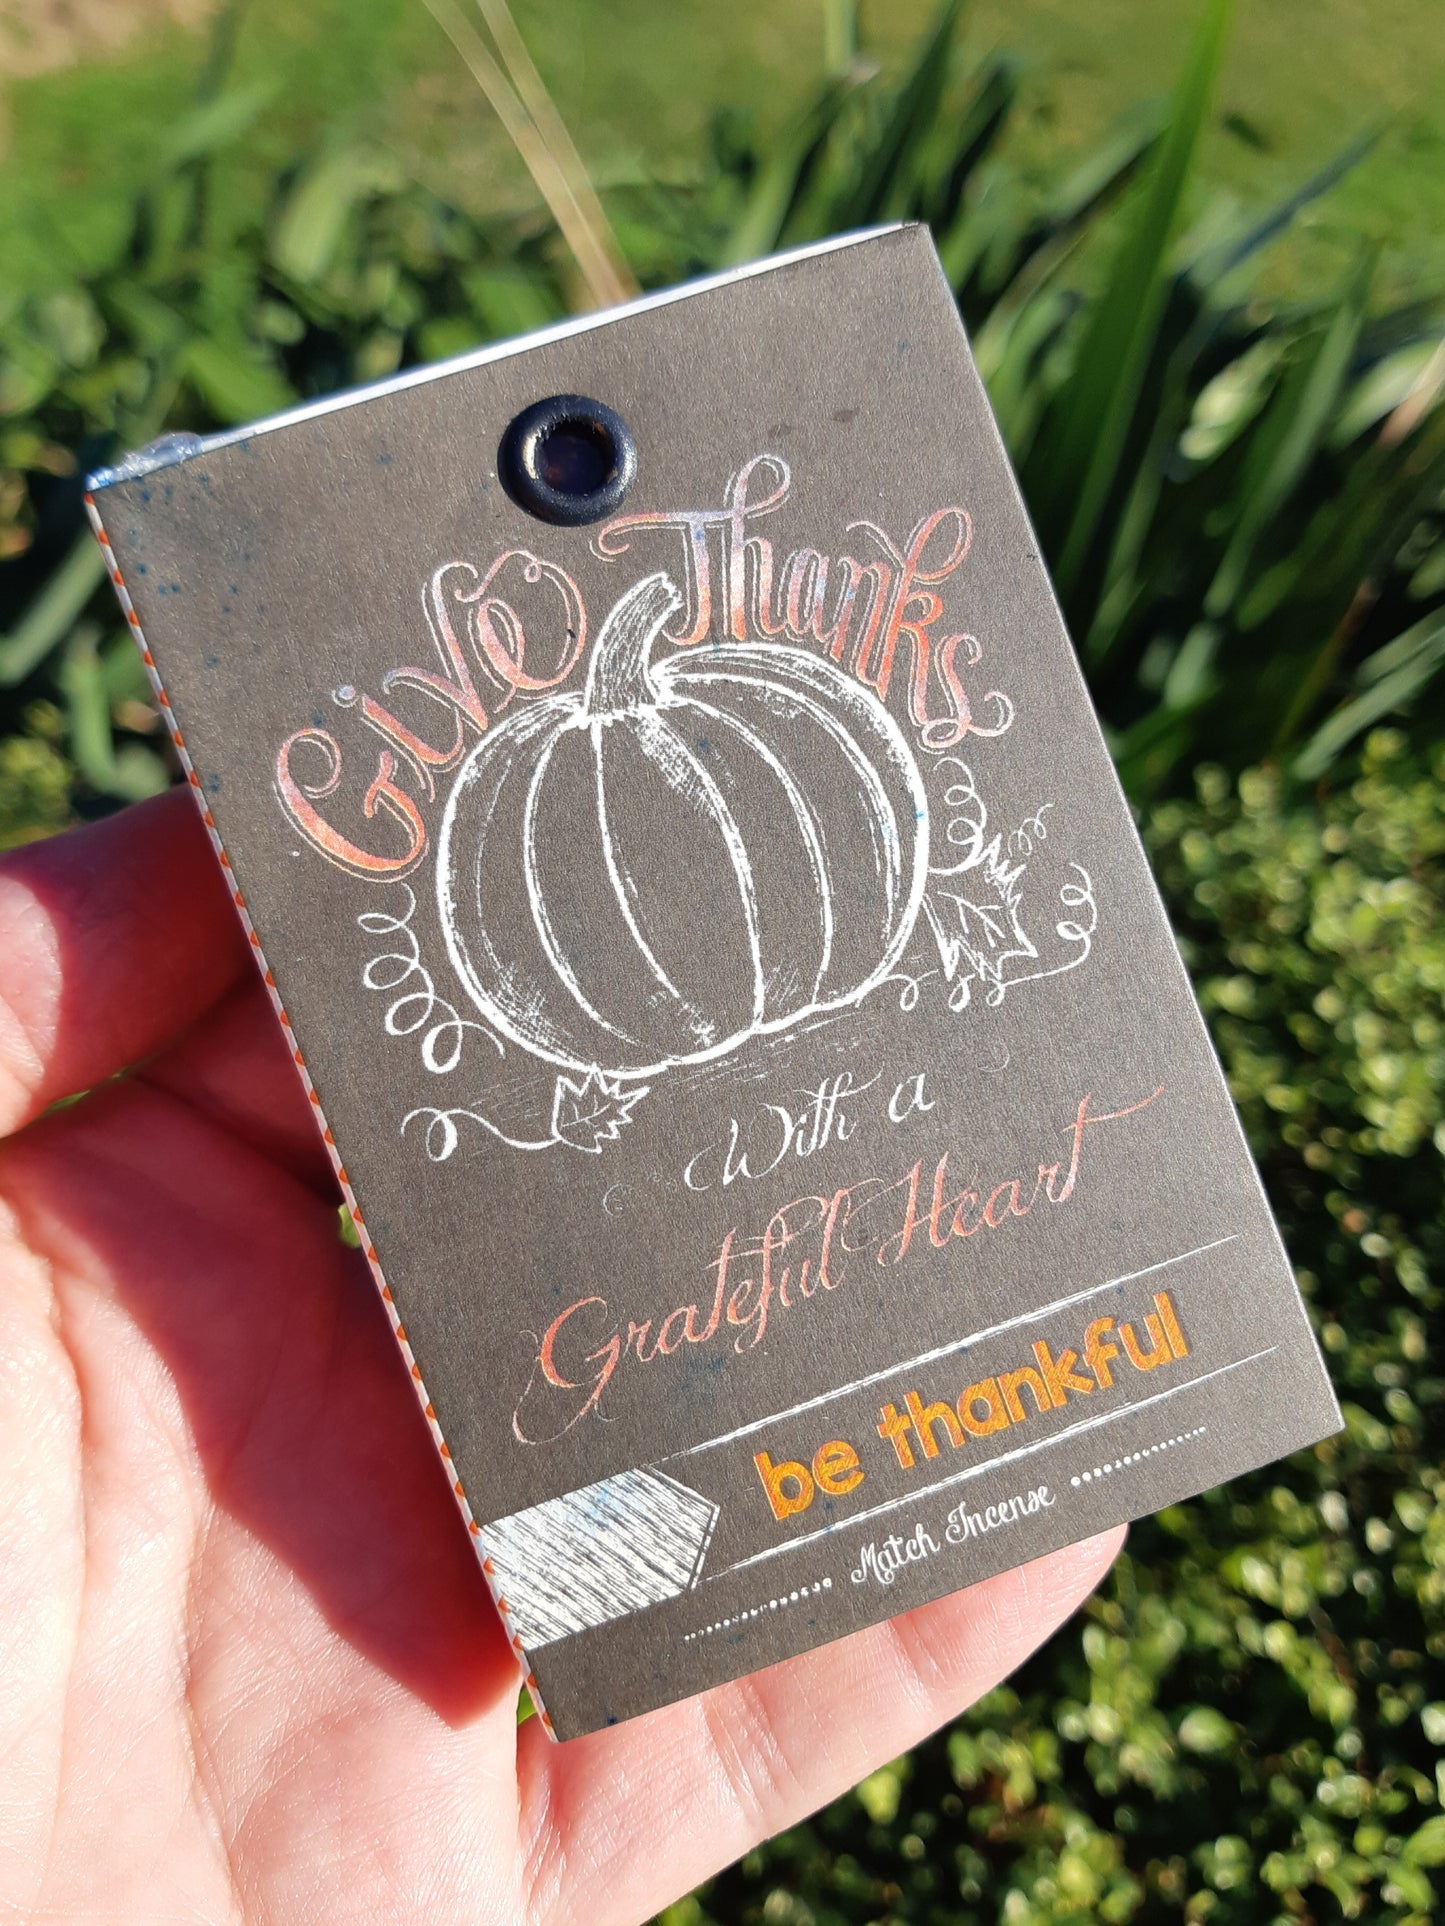 Give Thanks
With a
Grateful Heart
be thankful
Match Incense